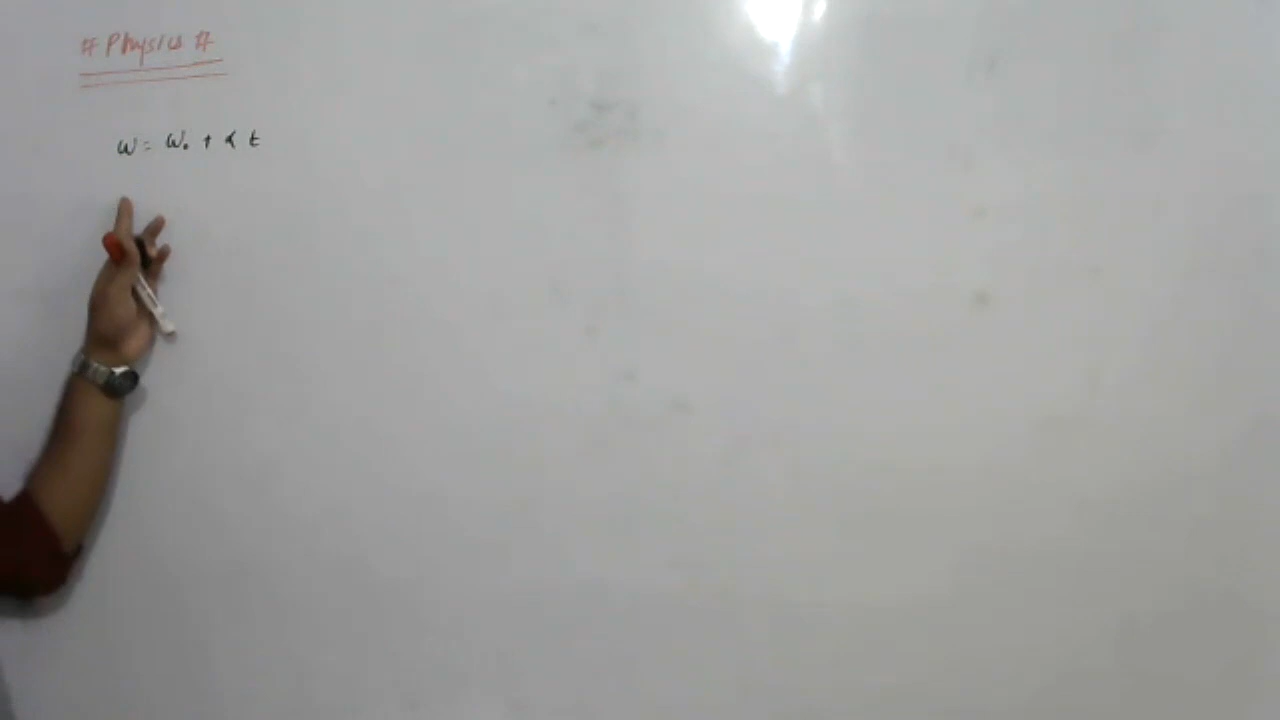 # Physics #
ω = ω₀ + α t